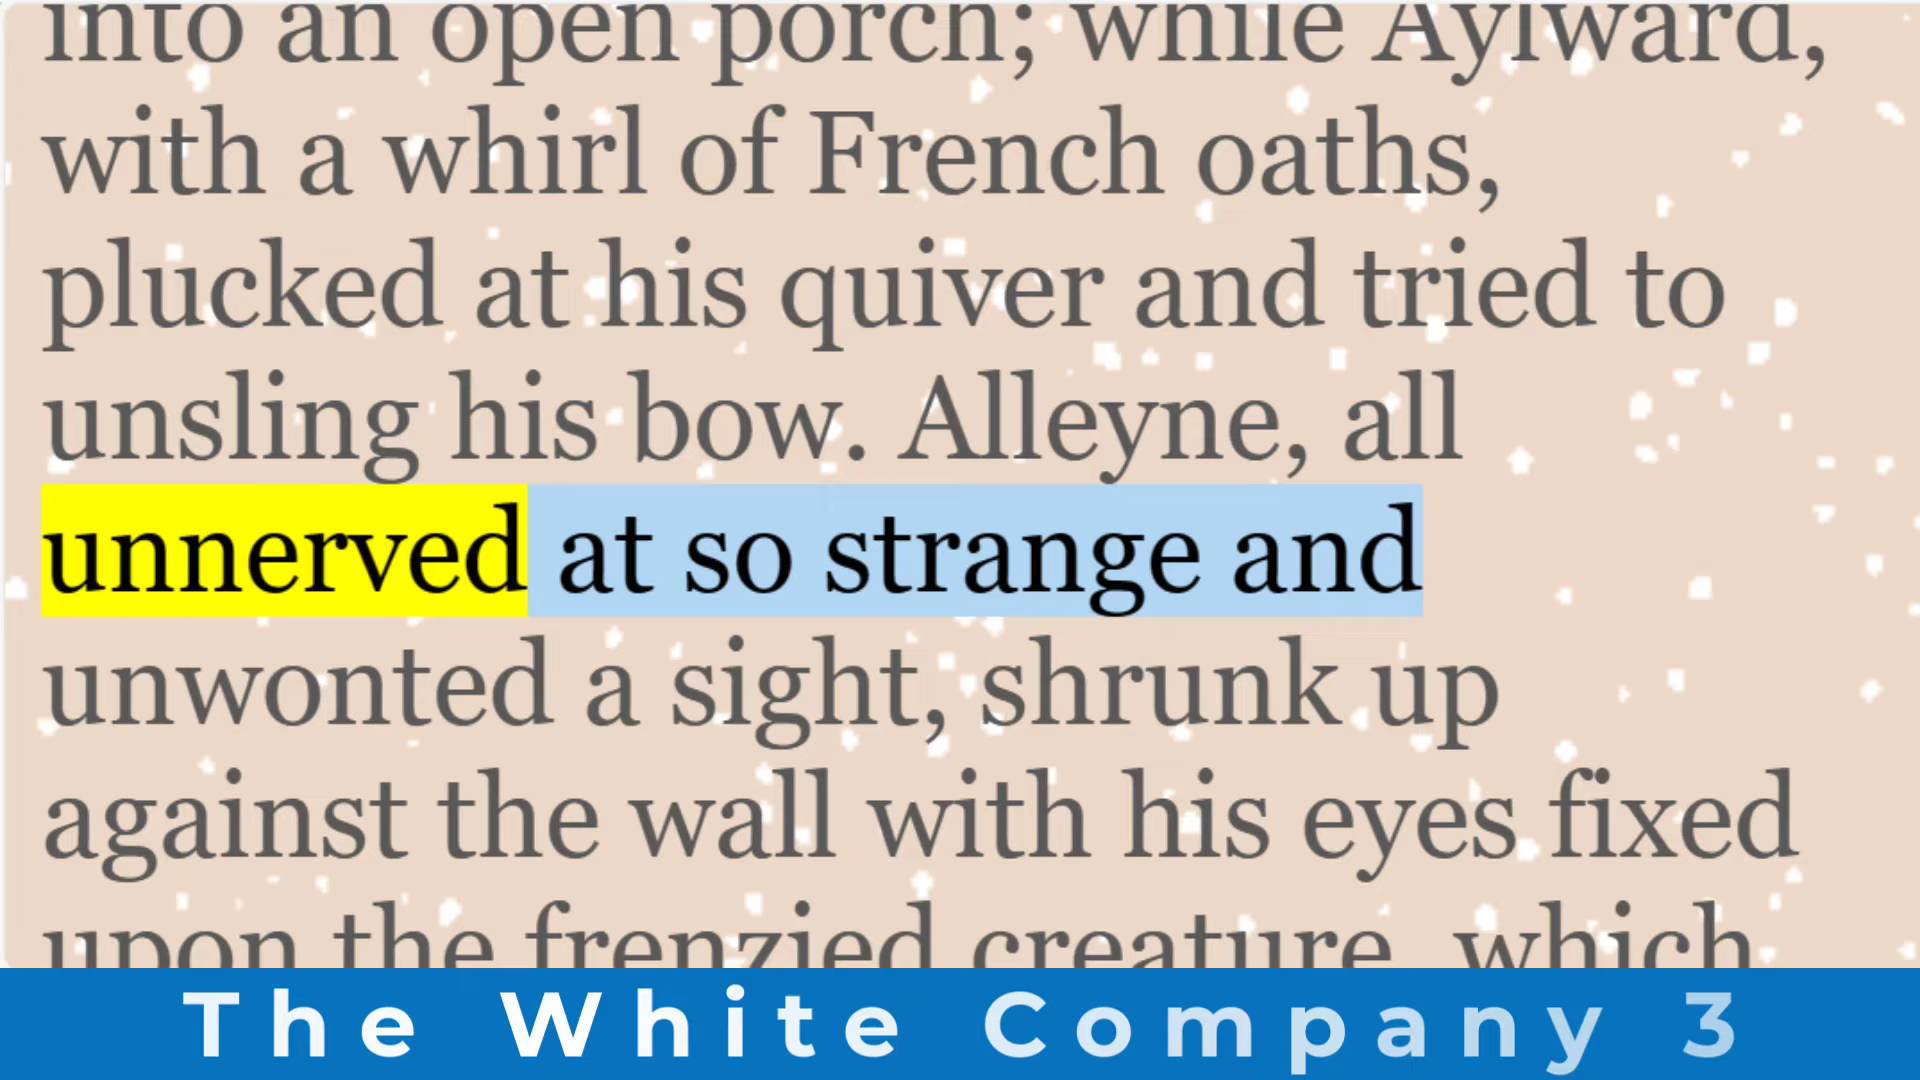 into an open porch; while Aylward,
with a whirl of French oaths,
plucked at his quiver and tried to
unsling his bow. Alleyne, all
unnerved at so strange and
unwonted a sight, shrunk up
against the wall with his eyes fixed
upon the frenzied creature, which
The White Company 3